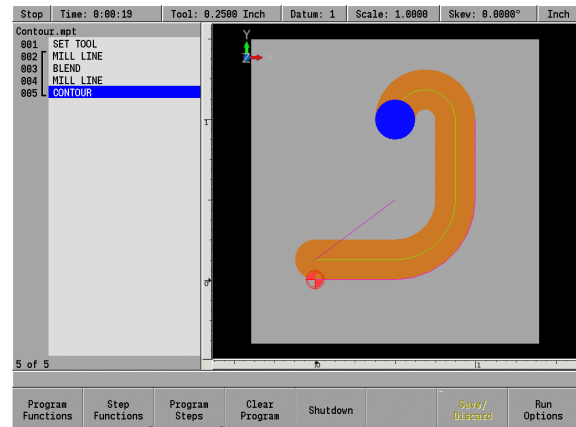 Stop Time: 0:00:19 Tool: 0.2500 Inch Datum: 1 Scale: 1.0000 Skew: 0.0000° Inch
Contour.mpt
001 SET TOOL
002 MILL LINE
003 BLEND
004 MILL LINE
005 CONTOUR
Y
Z X
1
0
0 1
5 of 5
Program Functions
Step Functions
Program Steps
Clear Program
Shutdown
Save/Discard
Run Options